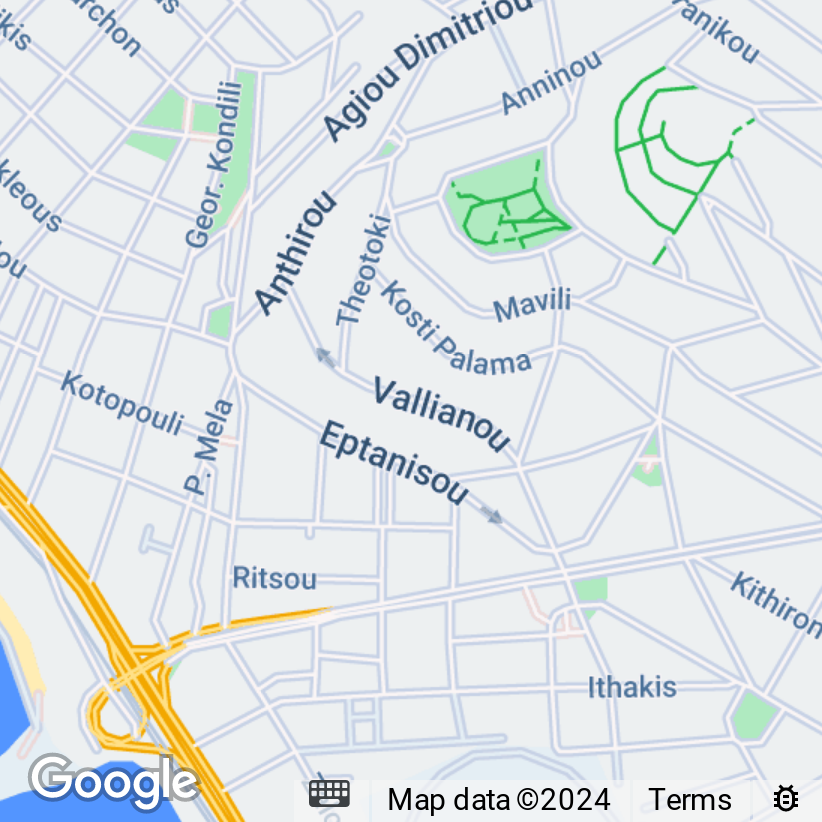 Agiou Dimitriou
Anninou
Geor. Kondili
Anthirou
Theotoki
Mavili
Kosti Palama
Kotopouli
P. Mela
Vallianou
Eptanisou
Ritsou
Ithakis
Google
Map data ©2024
Terms